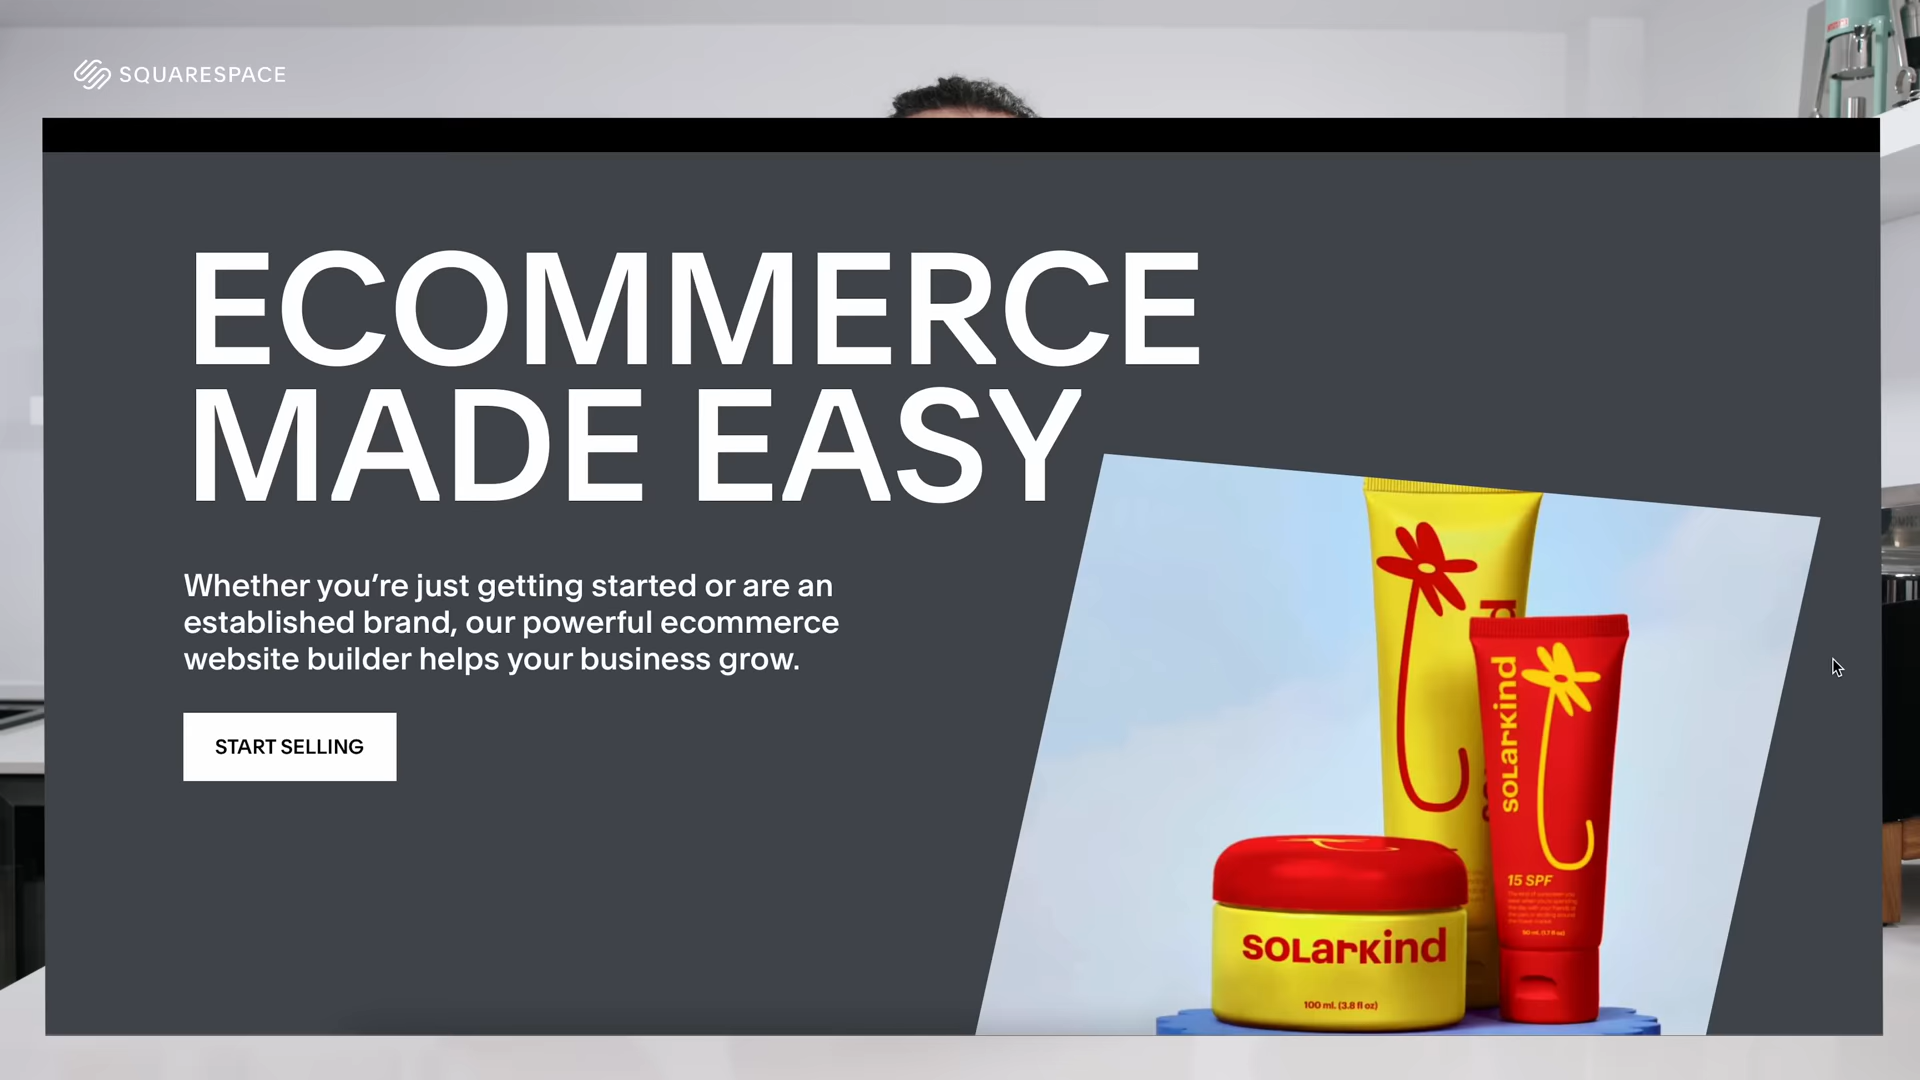 SQUARESPACE
ECOMMERCE
MADE EASY
Whether you’re just getting started or are an
established brand, our powerful ecommerce
website builder helps your business grow.
START SELLING
solarkind
15 SPF
solarkind
100 ml. (3.8 fl oz)